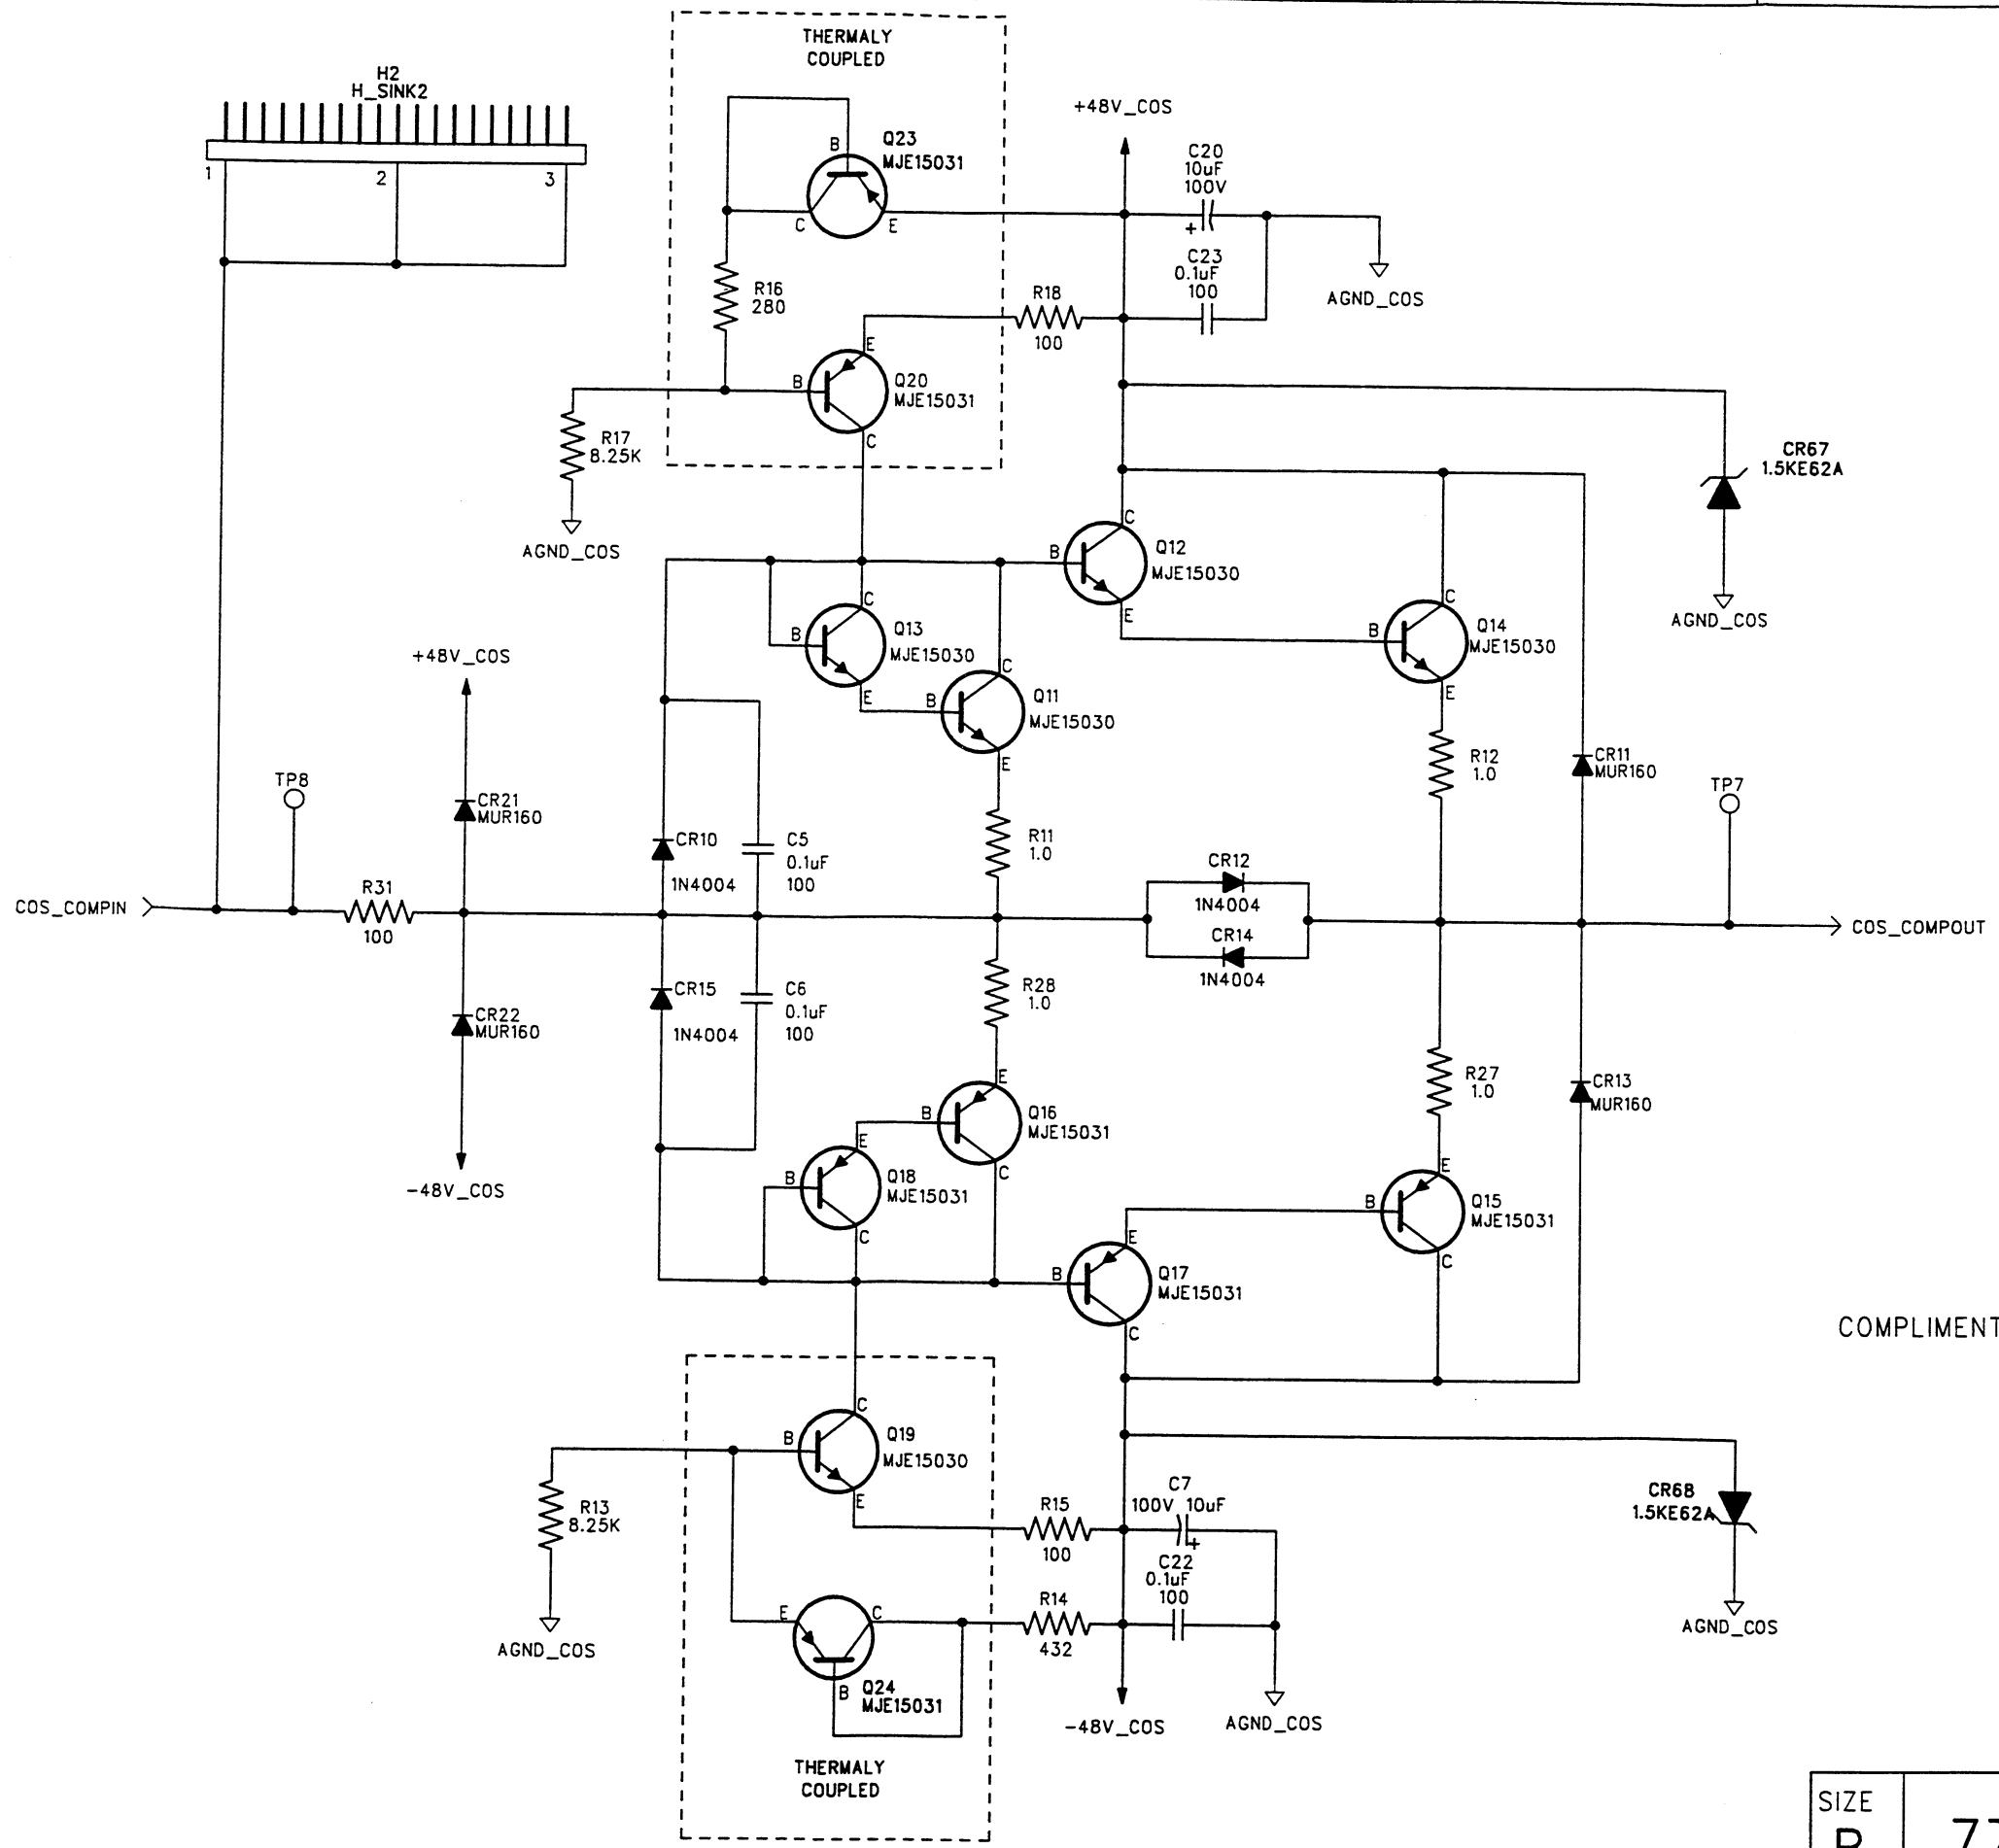 THERMALY
COUPLED
H2
H_SINK2
1
2
3
B
Q23
MJE15031
C
E
+48V_COS
C20
10uF
100V
+
C23
0.1uF
100
AGND_COS
R16
280
R18
100
E
B
Q20
MJE15031
C
R17
8.25K
AGND_COS
CR67
1.5KE62A
AGND_COS
C
B
Q12
MJE15030
E
C
B
Q13
MJE15030
E
C
B
Q11
MJE15030
E
C
B
Q14
MJE15030
E
+48V_COS
TP8
CR21
MUR160
CR10
1N4004
C5
0.1uF
100
R11
1.0
R12
1.0
CR11
MUR160
TP7
COS_COMPIN
R31
100
CR12
1N4004
CR14
1N4004
COS_COMPOUT
CR22
MUR160
-48V_COS
CR15
1N4004
C6
0.1uF
100
R28
1.0
R27
1.0
CR13
MUR160
E
B
Q16
MJE15031
C
E
B
Q18
MJE15031
C
E
B
Q15
MJE15031
C
E
B
Q17
MJE15031
C
COMPLIMENT
C
B
Q19
MJE15030
E
R13
8.25K
AGND_COS
R15
100
C7
100V 10uF
+
C22
0.1uF
100
R14
432
E
C
B
Q24
MJE15031
-48V_COS
AGND_COS
CR68
1.5KE62A
AGND_COS
THERMALY
COUPLED
SIZE
B
77